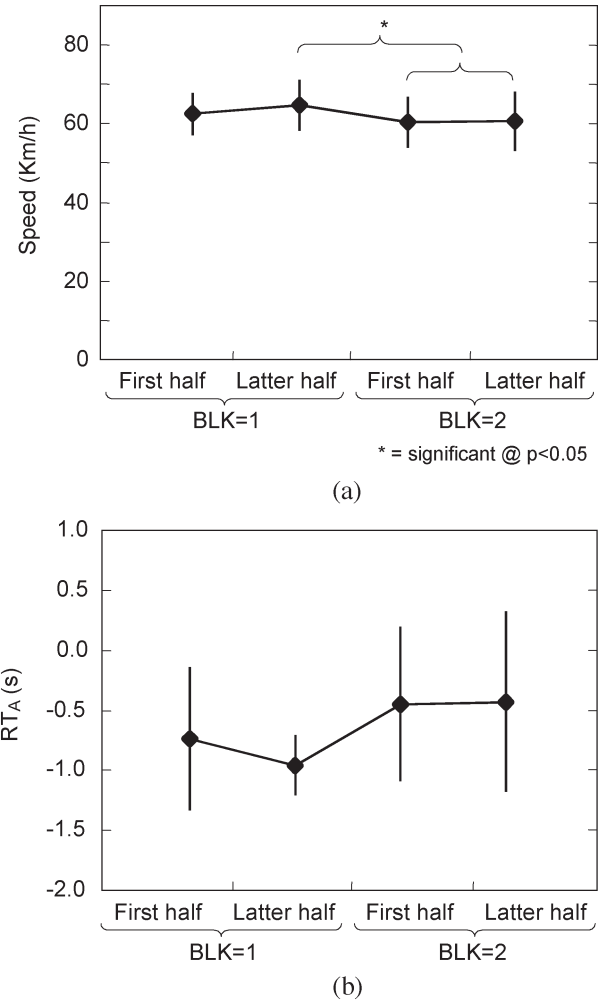 *
80
60
40
20
0
Speed (Km/h)
First half Latter half First half Latter half
BLK=1 BLK=2
* = significant @ p<0.05
(a)
1.0
0.5
0.0
-0.5
-1.0
-1.5
-2.0
RTA (s)
First half Latter half First half Latter half
BLK=1 BLK=2
(b)